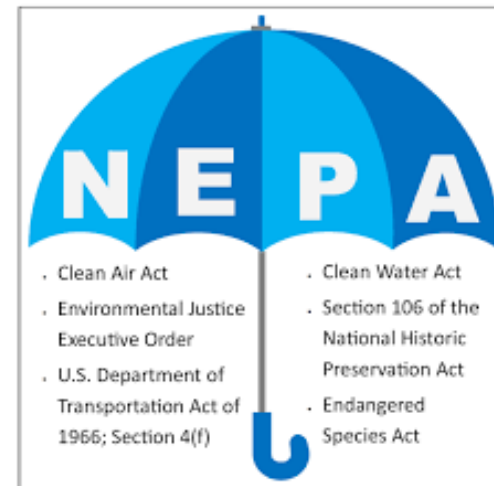 NEPA
. Clean Air Act
. Environmental Justice
Executive Order
. U.S. Department of
Transportation Act of
1966; Section 4(f)
. Clean Water Act
. Section 106 of the
National Historic
Preservation Act
. Endangered
Species Act